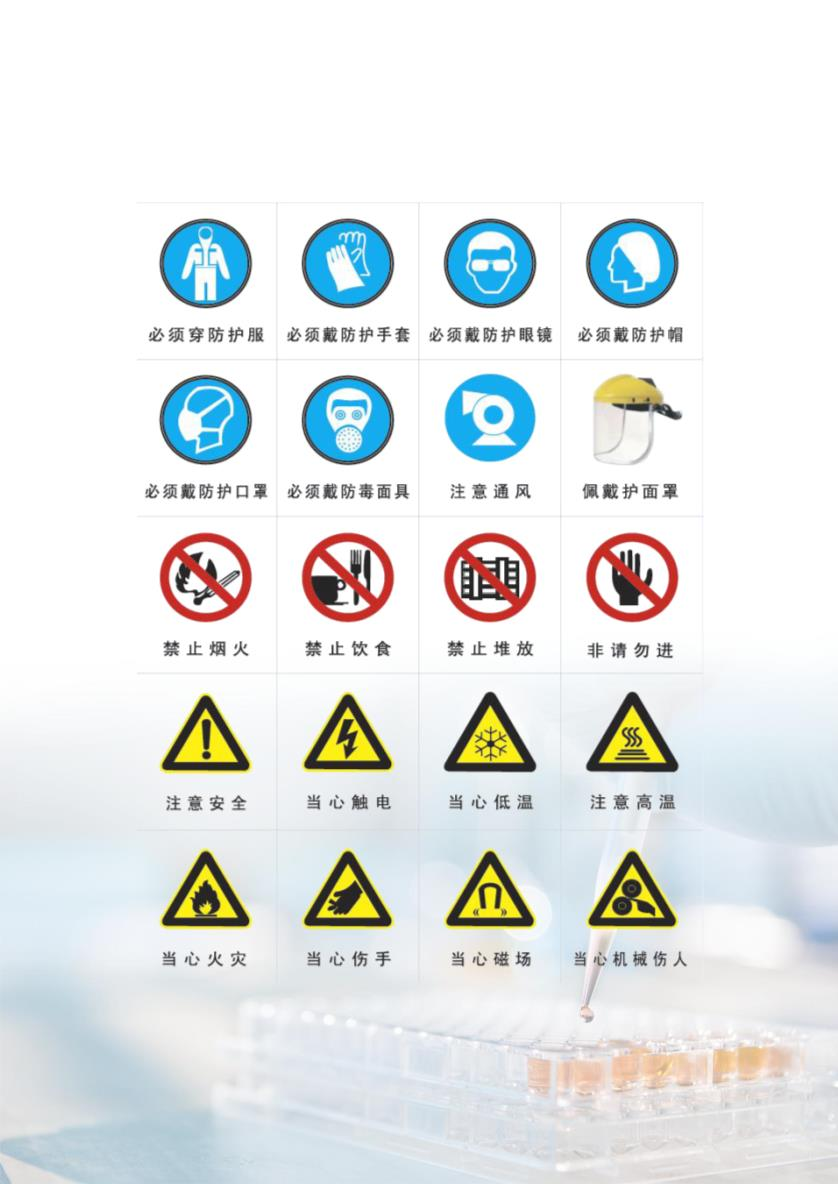 必须穿防护服
必须戴防护手套
必须戴防护眼镜
必须戴防护帽
必须戴防护口罩
必须戴防毒面具
注意通风
佩戴护面罩
禁止烟火
禁止饮食
禁止堆放
非请勿进
注意安全
当心触电
当心低温
注意高温
当心火灾
当心伤手
当心磁场
当心机械伤人